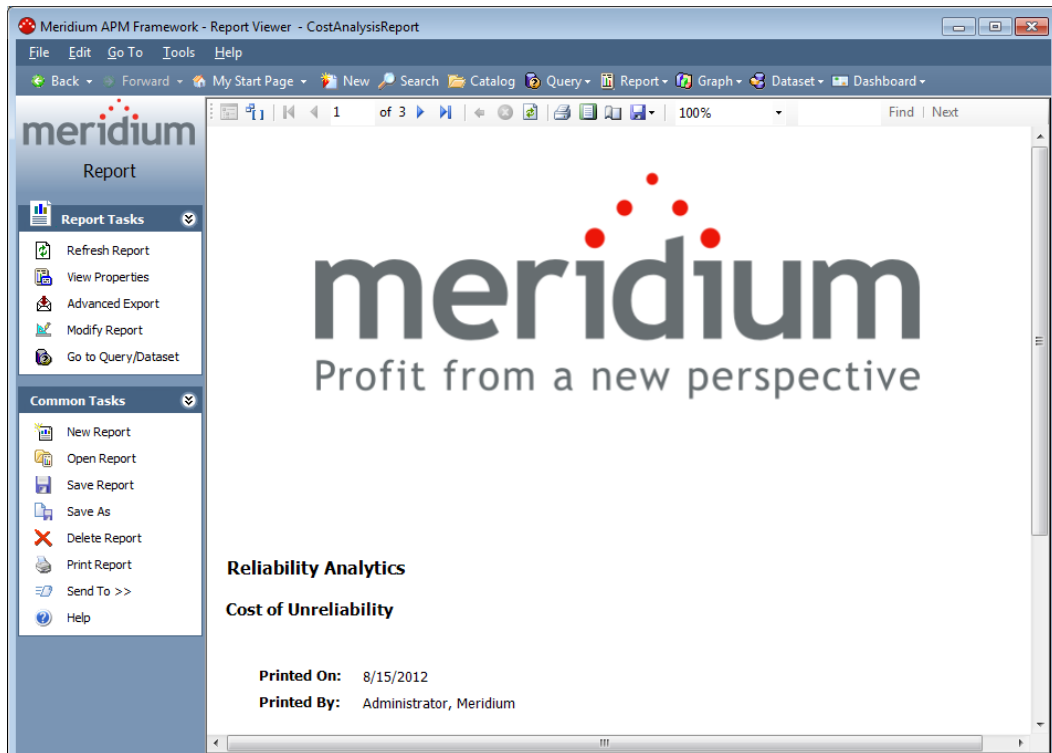 Meridium APM Framework - Report Viewer - CostAnalysisReport
File Edit Go To Tools Help
Back Forward My Start Page New Search Catalog Query Report Graph Dataset Dashboard
1 of 3 100% Find | Next
meridium
Report
Report Tasks
Refresh Report
View Properties
Advanced Export
Modify Report
Go to Query/Dataset
Common Tasks
New Report
Open Report
Save Report
Save As
Delete Report
Print Report
Send To >>
Help
meridium
Profit from a new perspective
Reliability Analytics
Cost of Unreliability
Printed On: 8/15/2012
Printed By: Administrator, Meridium